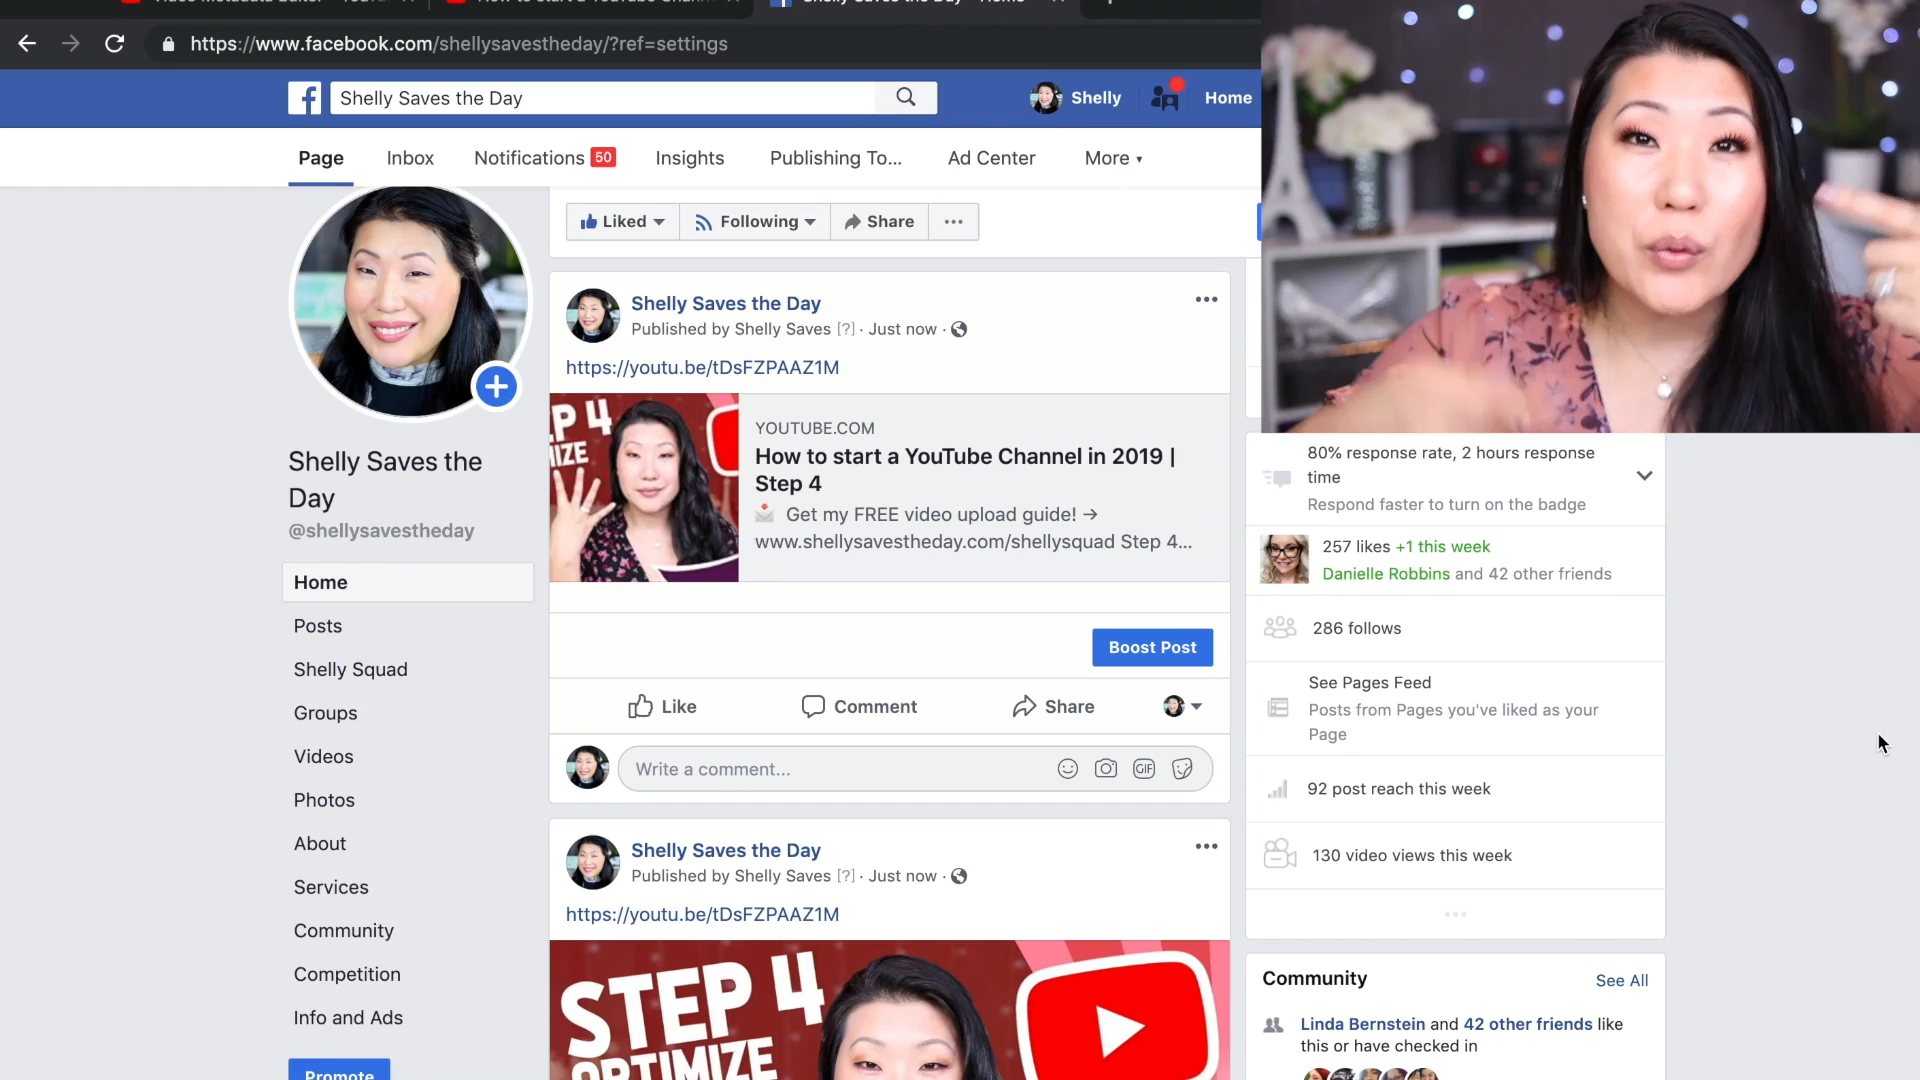 https://www.facebook.com/shellysavestheday/?ref=settings
Shelly Saves the Day
Shelly
Home
Page
Inbox
Notifications 50
Insights
Publishing To...
Ad Center
More
Liked
Following
Share
Shelly Saves the Day
Published by Shelly Saves [?] · Just now ·
https://youtu.be/tDsFZPAAZ1M
YOUTUBE.COM
How to start a YouTube Channel in 2019 |
Step 4
Get my FREE video upload guide! →
www.shellysavestheday.com/shellysquad Step 4...
Boost Post
Like
Comment
Share
Write a comment...
GIF
Shelly Saves the Day
Published by Shelly Saves [?] · Just now ·
https://youtu.be/tDsFZPAAZ1M
STEP 4
OPTIMIZE
Shelly Saves the
Day
@shellysavestheday
Home
Posts
Shelly Squad
Groups
Videos
Photos
About
Services
Community
Competition
Info and Ads
Promote
80% response rate, 2 hours response
time
Respond faster to turn on the badge
257 likes +1 this week
Danielle Robbins and 42 other friends
286 follows
See Pages Feed
Posts from Pages you've liked as your
Page
92 post reach this week
130 video views this week
Community
See All
Linda Bernstein and 42 other friends like
this or have checked in